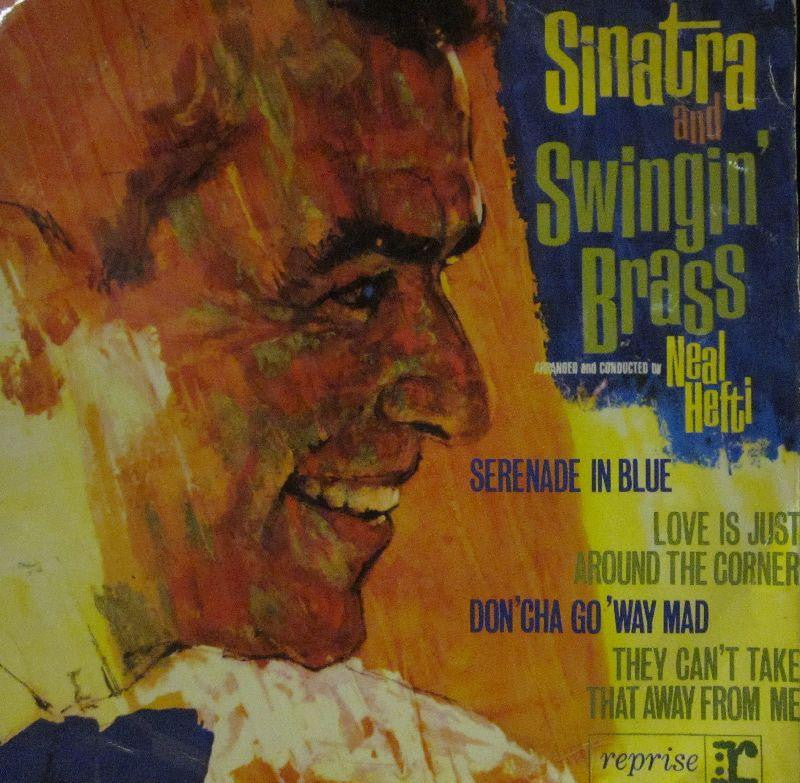 Sinatra
and
Swingin'
Brass
ARRANGED and CONDUCTED by Neal
Hefti
SERENADE IN BLUE
LOVE IS JUST
AROUND THE CORNER
DON'CHA GO 'WAY MAD
THEY CAN'T TAKE
THAT AWAY FROM ME
reprise r